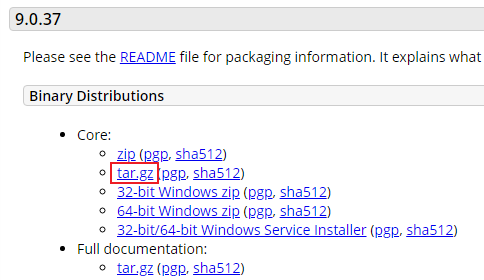 9.0.37
Please see the README file for packaging information. It explains what
Binary Distributions
Core:
zip (pgp, sha512)
tar.gz (pgp, sha512)
32-bit Windows zip (pgp, sha512)
64-bit Windows zip (pgp, sha512)
32-bit/64-bit Windows Service Installer (pgp, sha512)
Full documentation:
tar.gz (pgp, sha512)